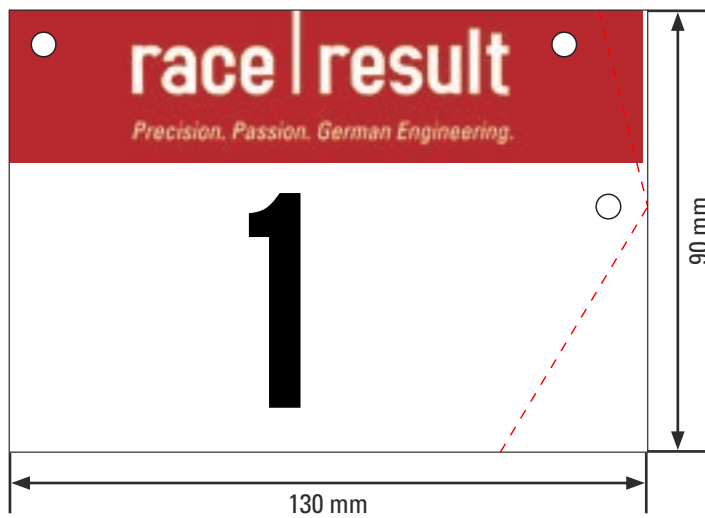 race|result
Precision. Passion. German Engineering.
1
90 mm
130 mm